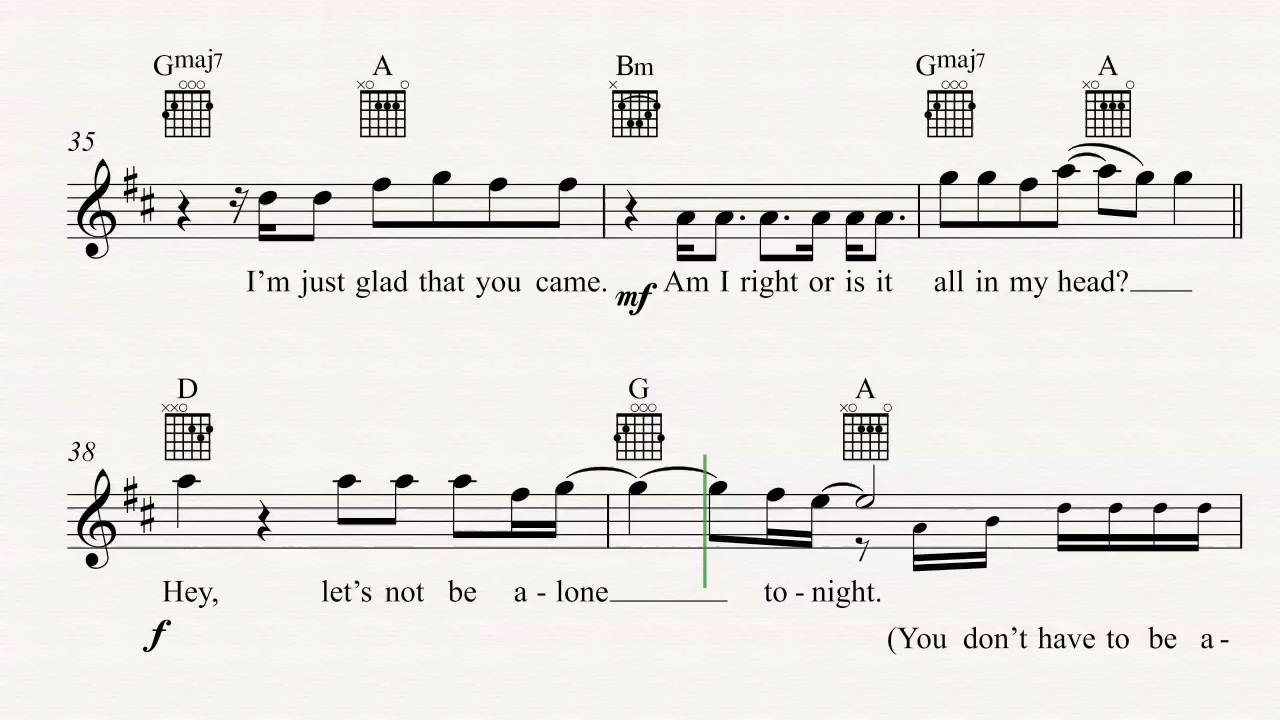 Gmaj7 A Bm Gmaj7 A
35
I’m just glad that you came. mf Am I right or is it all in my head?
D G A
38
Hey, let’s not be a - lone to - night.
f
(You don’t have to be a -